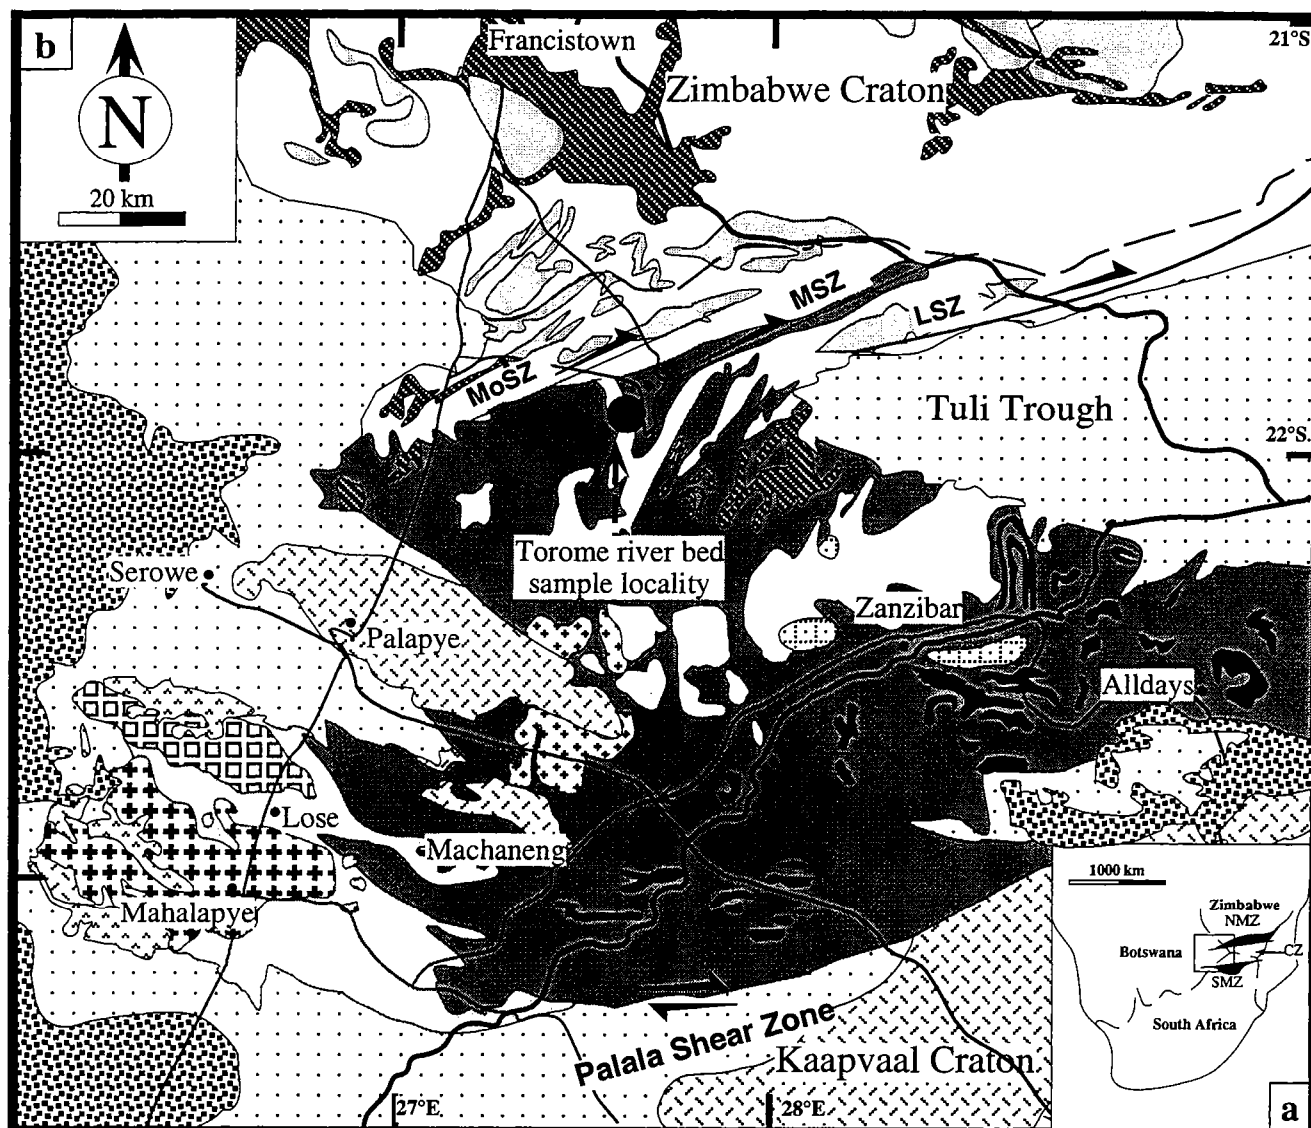 b
Francistown
21°S
N
Zimbabwe Craton
20 km
MSZ
LSZ
MoSZ
Tuli Trough
22°S
Torome river bed
sample locality
Serowe
Zanzibar
Palapye
Alldays
Lose
Machaneng
Mahalapye
1000 km
Zimbabwe
NMZ
Botswana
CZ
SMZ
South Africa
Palala Shear Zone
Kaapvaal Craton
27°E
28°E
a